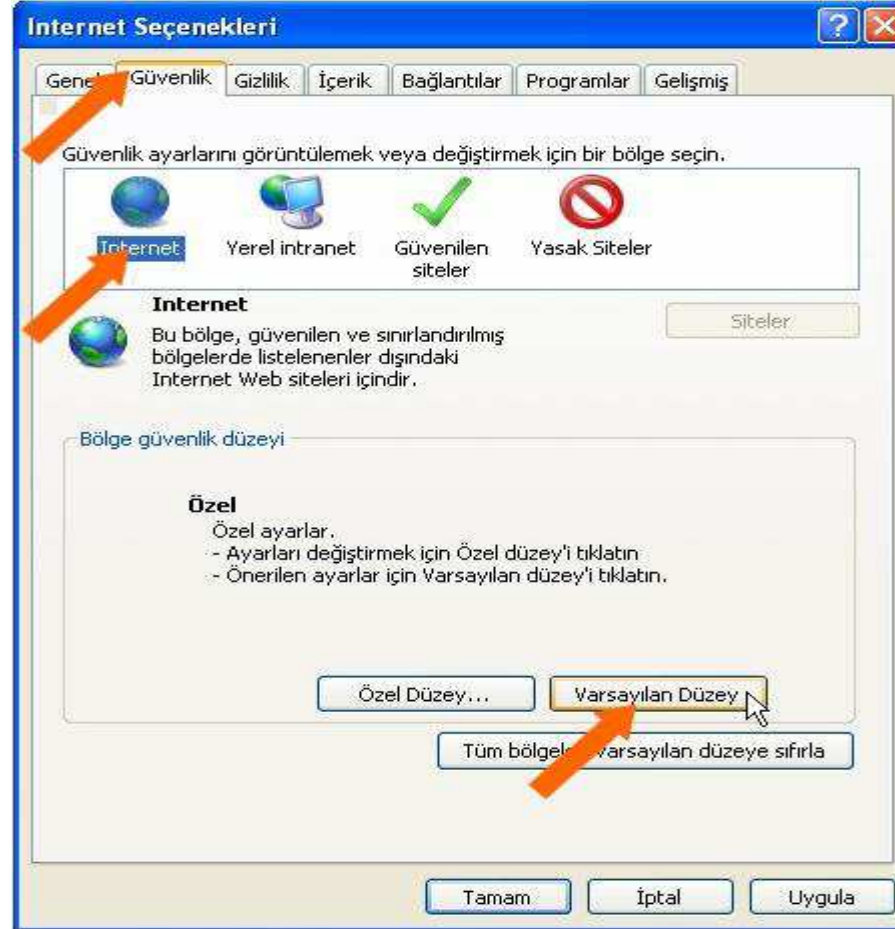 Internet Seçenekleri
Güvenlik Gizlilik İçerik Bağlantılar Programlar Gelişmiş
Güvenlik ayarlarını görüntülemek veya değiştirmek için bir bölge seçin.
Internet Yerel intranet Güvenilen siteler Yasak Siteler
Internet
Siteler
Bu bölge, güvenilen ve sınırlandırılmış
bölgelerde listelenenler dışındaki
Internet Web siteleri içindir.
Bölge güvenlik düzeyi
Özel
Özel ayarlar.
- Ayarları değiştirmek için Özel düzey'i tıklatın
- Önerilen ayarlar için Varsayılan düzey'i tıklatın.
Özel Düzey... Varsayılan Düzey
Tüm varsayılan düzeye sıfırla
Tamam İptal Uygula